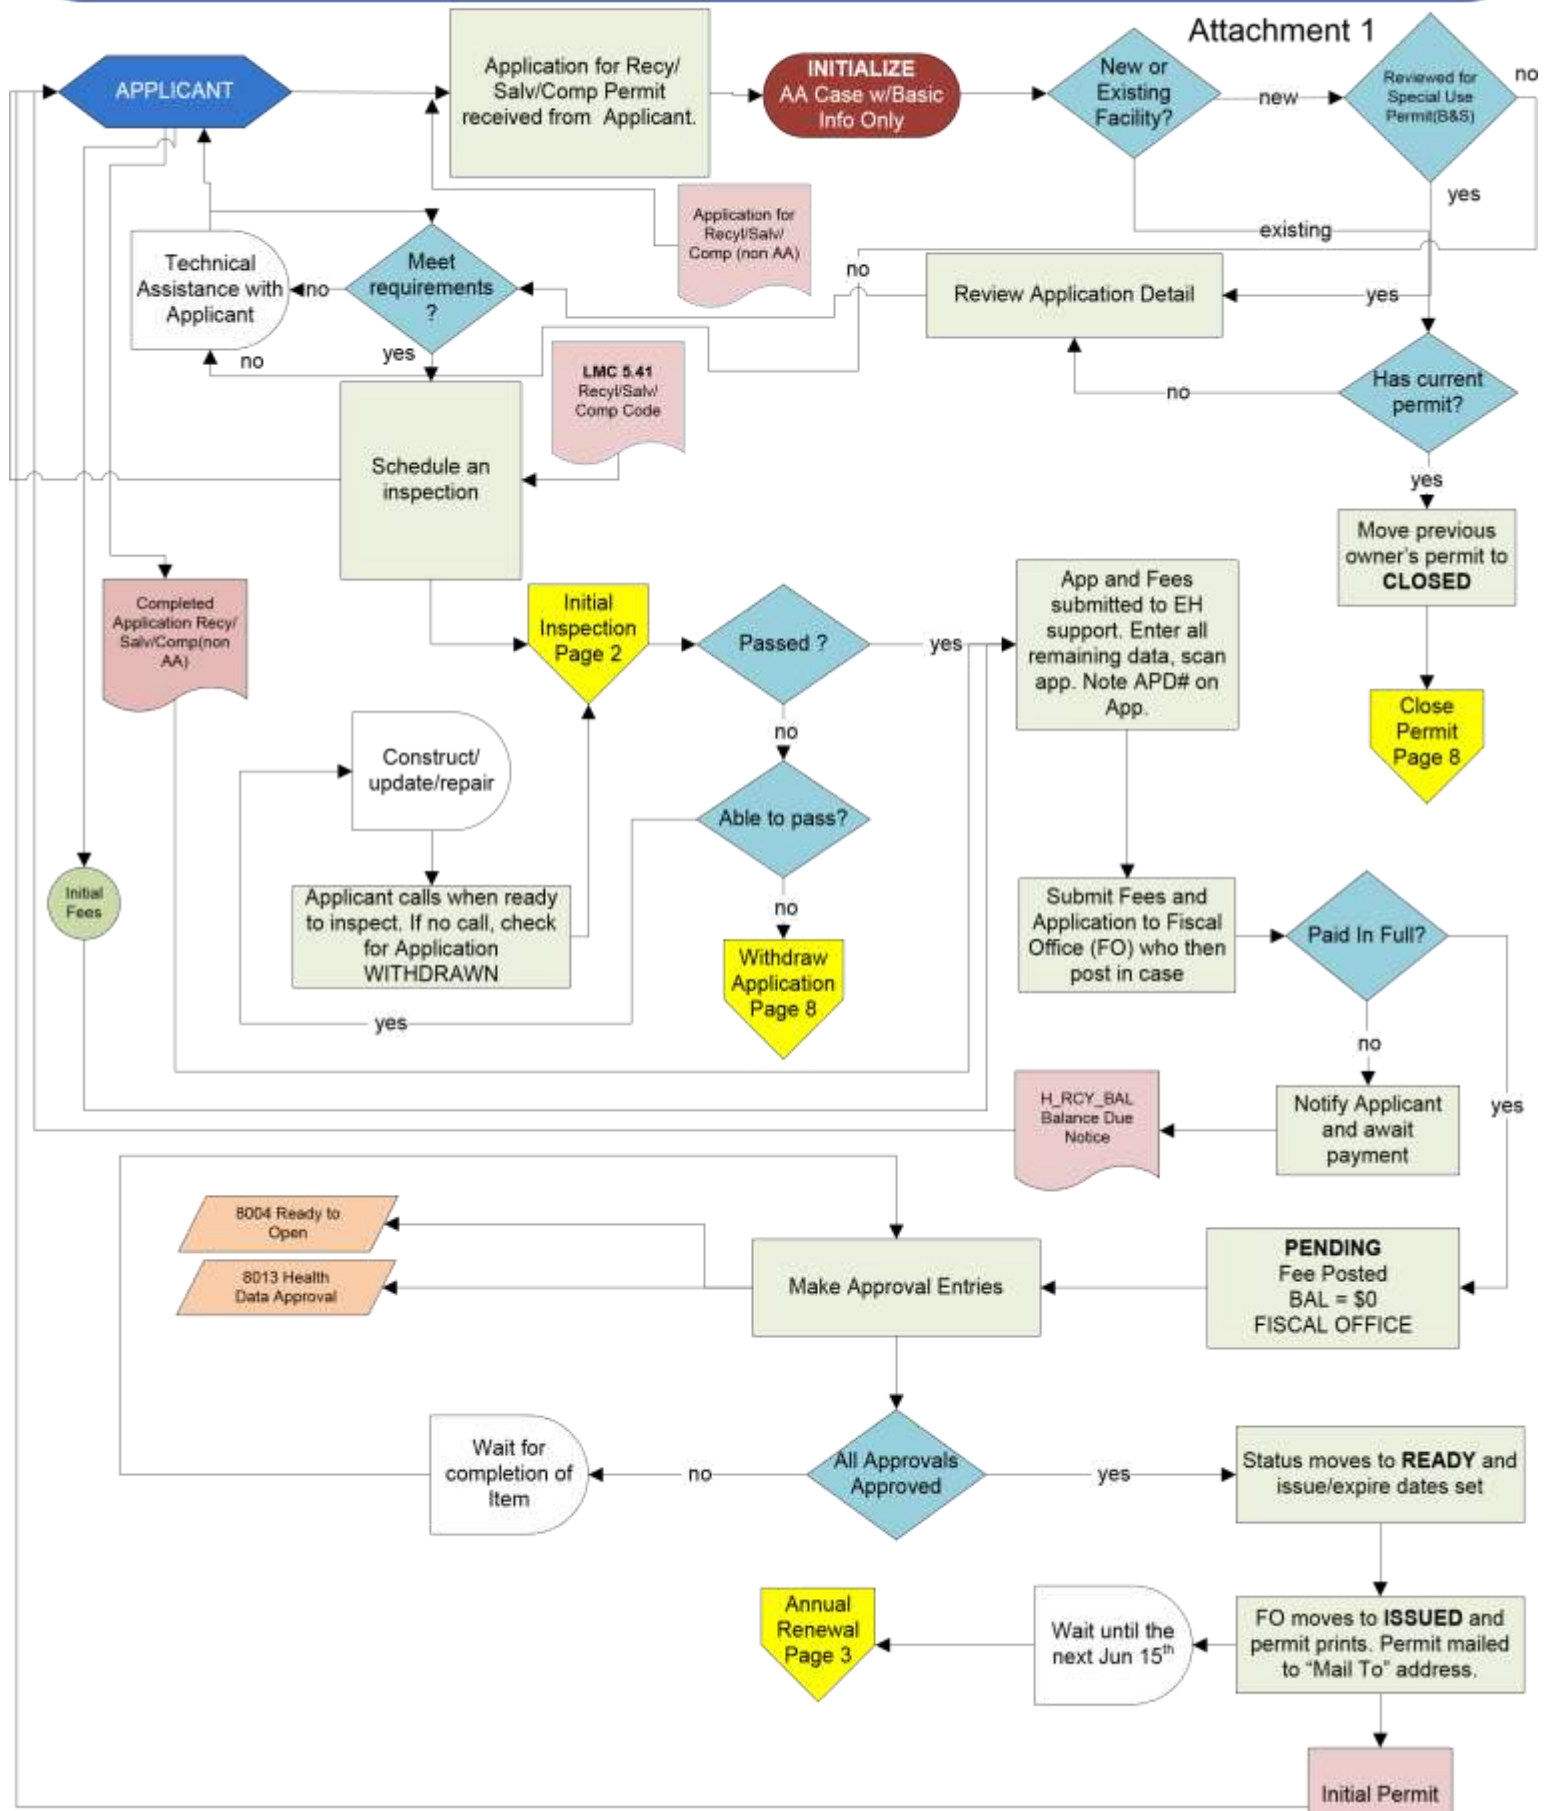 Attachment 1
APPLICANT
Application for Recy/
Salv/Comp Permit
received from Applicant.
INITIALIZE
AA Case w/Basic
Info Only
New or
Existing
Facility?
new
Reviewed for
Special Use
Permit(B&S)
no
yes
existing
Application for
Recyl/Salv/
Comp (non AA)
Technical
Assistance with
Applicant
no
Meet
requirements
?
no
Review Application Detail
yes
no
yes
LMC 5.41
Recyl/Salv/
Comp Code
no
Has current
permit?
Schedule an
inspection
yes
Move previous
owner's permit to
CLOSED
Completed
Application Recy/
Salv/Comp(non
AA)
Initial
Inspection
Page 2
Passed ?
yes
App and Fees
submitted to EH
support. Enter all
remaining data, scan
app. Note APD# on
App.
Close
Permit
Page 8
no
Construct/
update/repair
Able to pass?
Initial
Fees
Applicant calls when ready
to inspect. If no call, check
for Application
WITHDRAWN
no
Submit Fees and
Application to Fiscal
Office (FO) who then
post in case
Paid In Full?
Withdraw
Application
Page 8
yes
no
H_RCY_BAL
Balance Due
Notice
Notify Applicant
and await
payment
yes
8004 Ready to
Open
8013 Health
Data Approval
Make Approval Entries
PENDING
Fee Posted
BAL = $0
FISCAL OFFICE
Wait for
completion of
Item
no
All Approvals
Approved
yes
Status moves to READY and
issue/expire dates set
Annual
Renewal
Page 3
Wait until the
next Jun 15th
FO moves to ISSUED and
permit prints. Permit mailed
to “Mail To” address.
Initial Permit